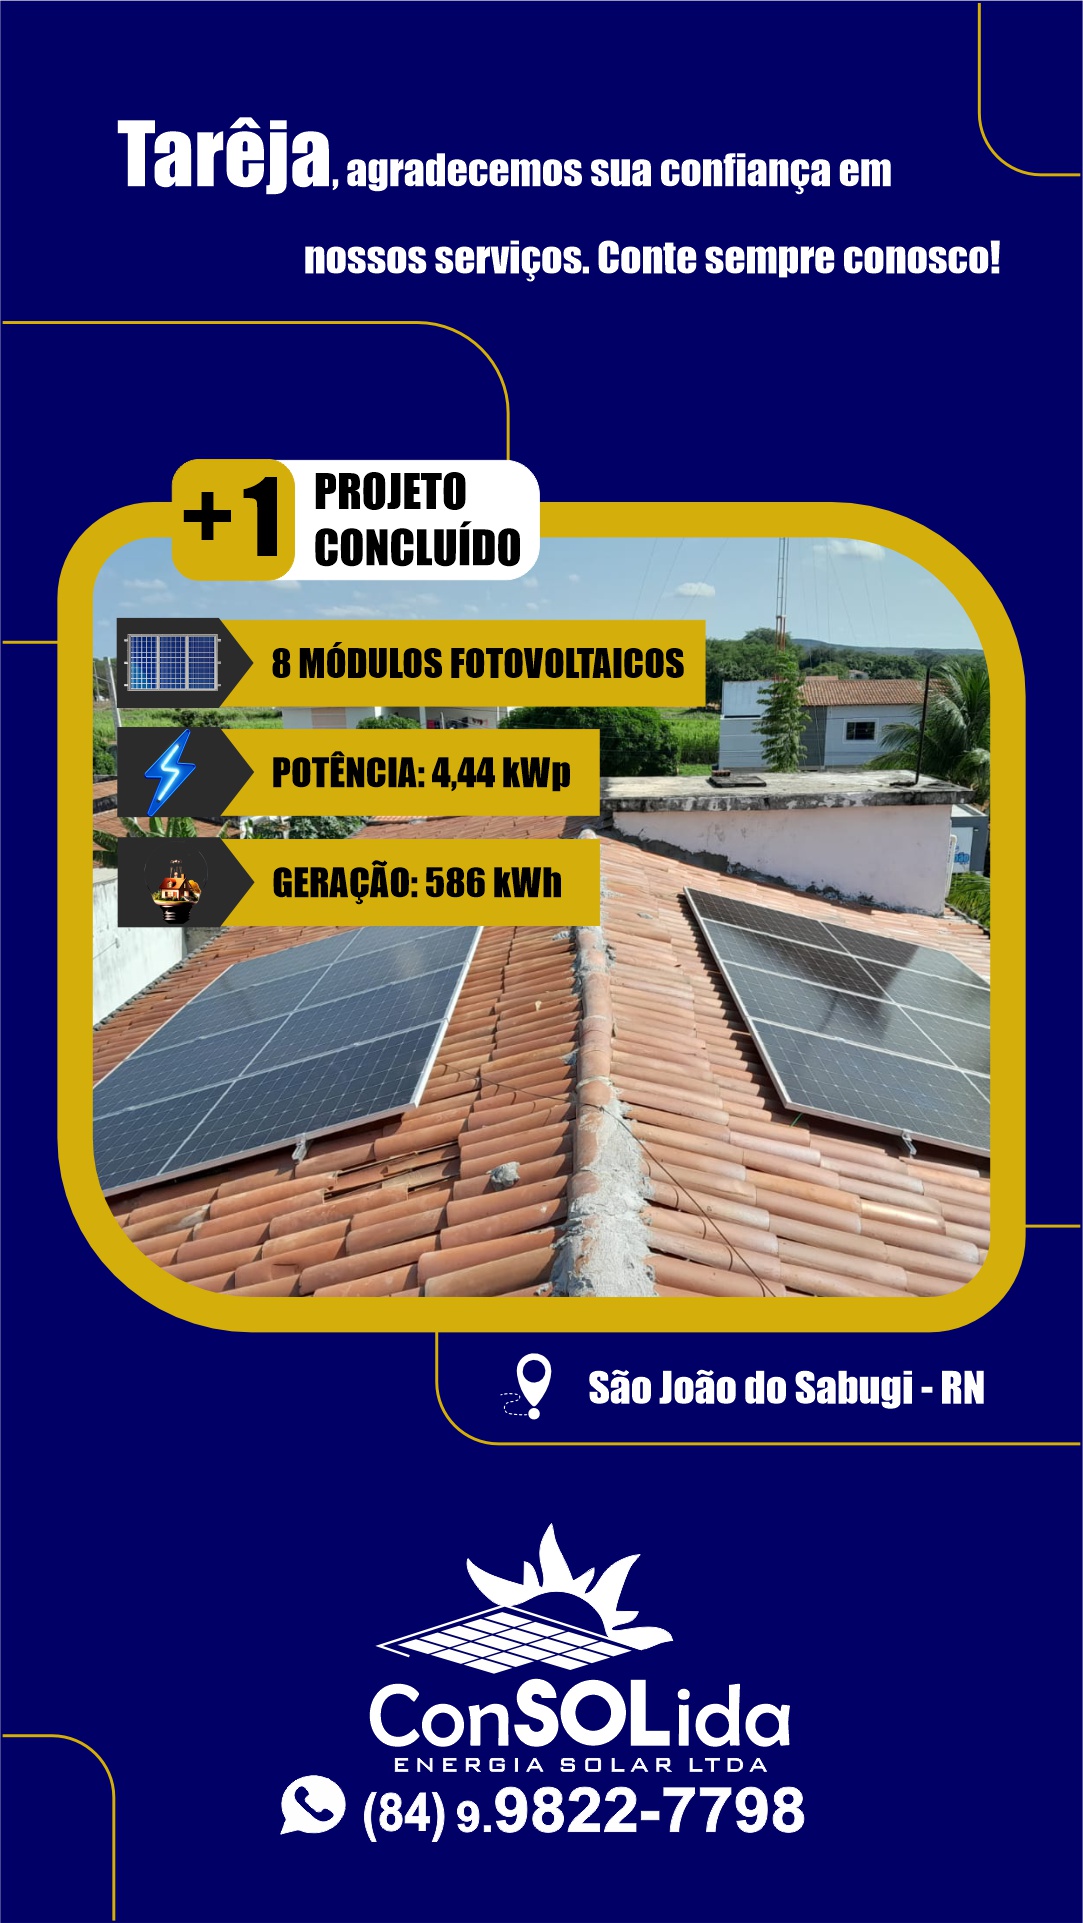 Tarêja, agradecemos sua confiança em
nossos serviços. Conte sempre conosco!
+1
PROJETO
CONCLUÍDO
8 MÓDULOS FOTOVOLTAICOS
POTÊNCIA: 4,44 kWp
GERAÇÃO: 586 kWh
São João do Sabugi - RN
ConSOLida
ENERGIA SOLAR LTDA
(84) 9.9822-7798